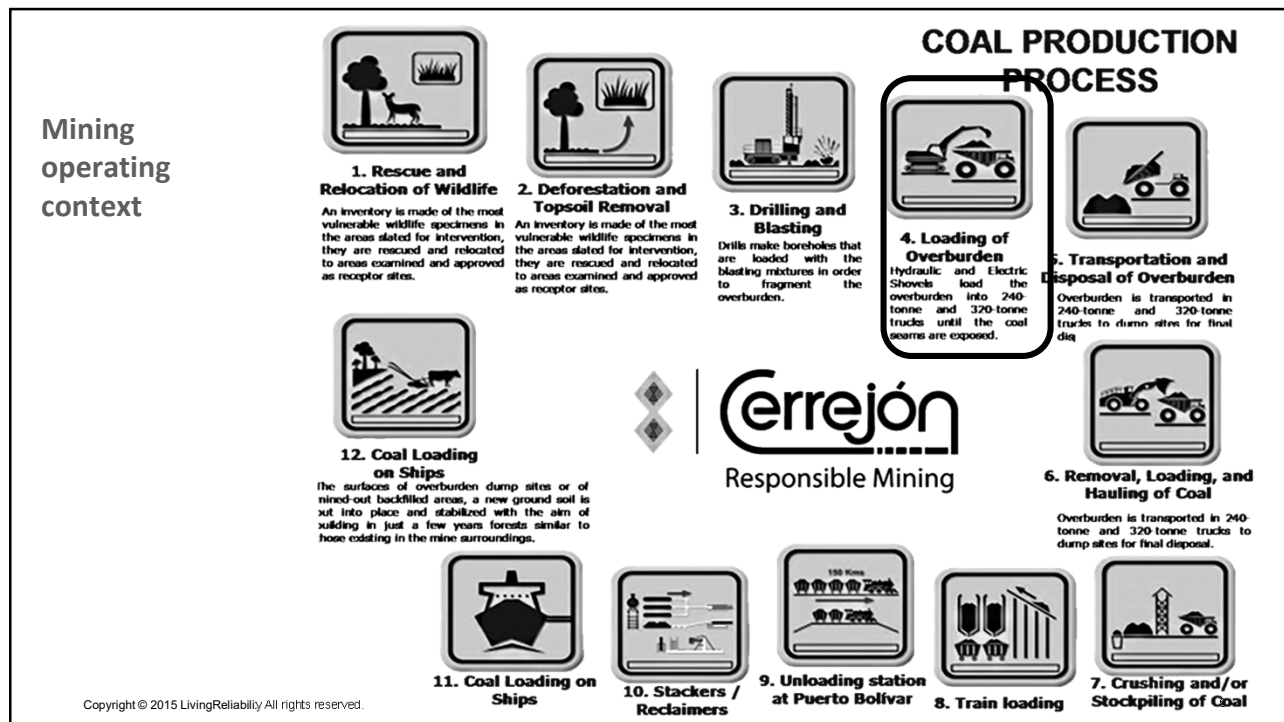 COAL PRODUCTION
PROCESS
Mining
operating
context
1. Rescue and
Relocation of Wildlife
An inventory is made of the most
vulnerable wildlife specimens in
the areas slated for intervention,
they are rescued and relocated
to areas examined and approved
as receptor sites.
2. Deforestation and
Topsoil Removal
An inventory is made of the most
vulnerable wildlife specimens in
the areas slated for intervention,
they are rescued and relocated
to areas examined and approved
as receptor sites.
3. Drilling and
Blasting
Drills make boreholes that
are loaded with the
blasting mixtures in order
to fragment the
overburden.
4. Loading of
Overburden
Hydraulic and Electric
Shovels load the
overburden into 240-
tonne and 320-tonne
trucks until the coal
seams are exposed.
5. Transportation and
Disposal of Overburden
Overburden is transported in
240-tonne and 320-tonne
trucks to dump sites for final
12. Coal Loading
on Ships
The surfaces of overburden dump sites or of
mined-out backfilled areas, a new ground soil is
put into place and stabilized with the aim of
building in just a few years forests similar to
those existing in the mine surroundings.
Cerrejón
Responsible Mining
6. Removal, Loading, and
Hauling of Coal
Overburden is transported in 240-
tonne and 320-tonne trucks to
dump sites for final disposal.
150 Kms
11. Coal Loading on
Ships
10. Stackers /
Reclaimers
9. Unloading station
at Puerto Bolívar
8. Train loading
7. Crushing and/or
Stockpiling of Coal
Copyright © 2015 LivingReliability All rights reserved.